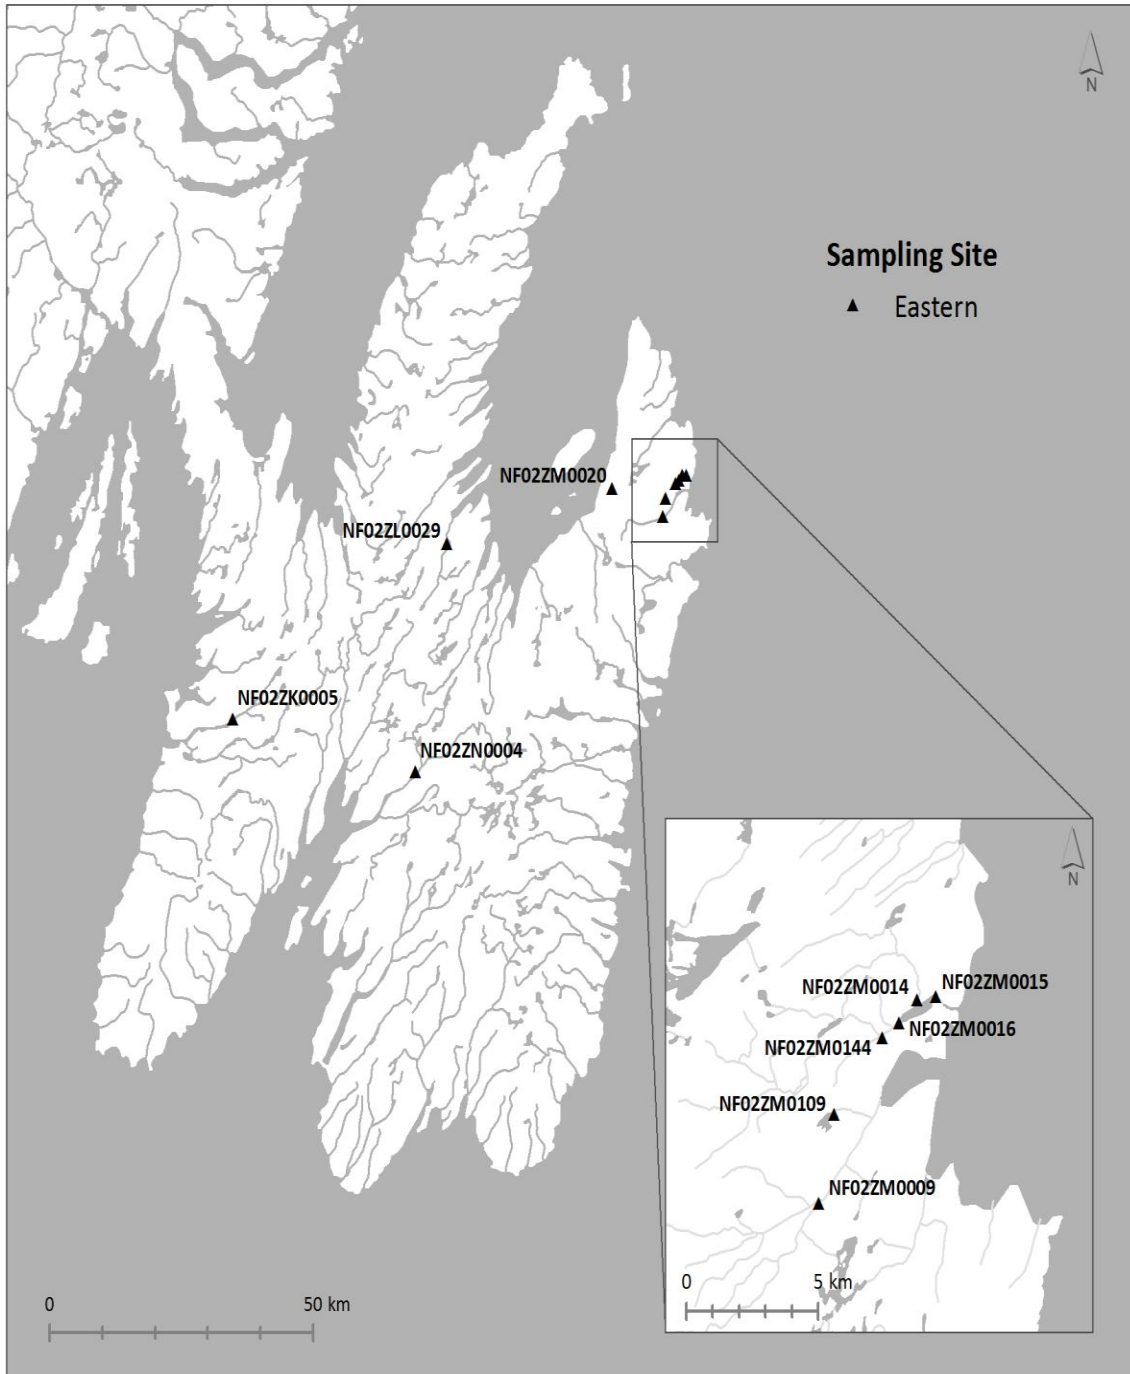 N
Sampling Site
Eastern
NF02ZM0020
NF02ZL0029
NF02ZK0005
NF02ZN0004
N
NF02ZM0014
NF02ZM0015
NF02ZM0016
NF02ZM0144
NF02ZM0109
NF02ZM0009
0 5 km
0 50 km